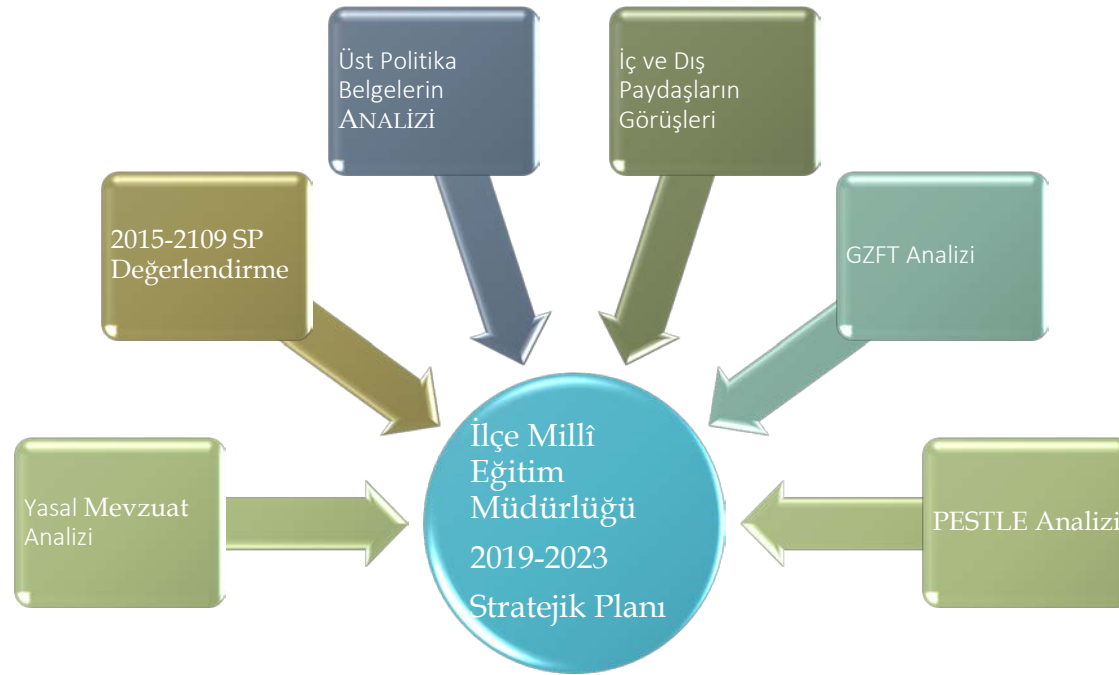 Üst Politika
Belgelerin
ANALİZİ
İç ve Dış
Paydaşların
Görüşleri
2015-2109 SP
Değerlendirme
GZFT Analizi
Yasal Mevzuat
Analizi
İlçe Millî
Eğitim
Müdürlüğü
2019-2023
Stratejik Planı
PESTLE Analizi